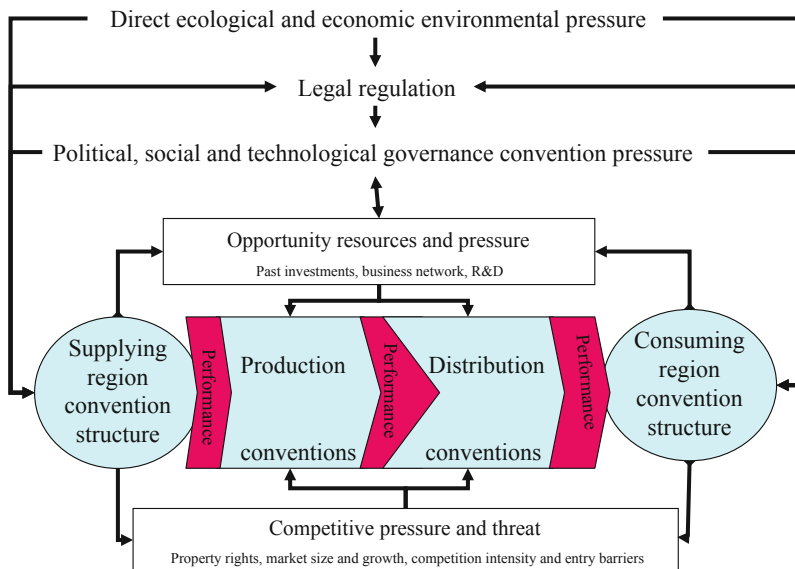 Direct ecological and economic environmental pressure
Legal regulation
Political, social and technological governance convention pressure
Opportunity resources and pressure
Past investments, business network, R&D
Supplying
region
convention
structure
Performance
Production
conventions
Performance
Distribution
conventions
Performance
Consuming
region
convention
structure
Competitive pressure and threat
Property rights, market size and growth, competition intensity and entry barriers